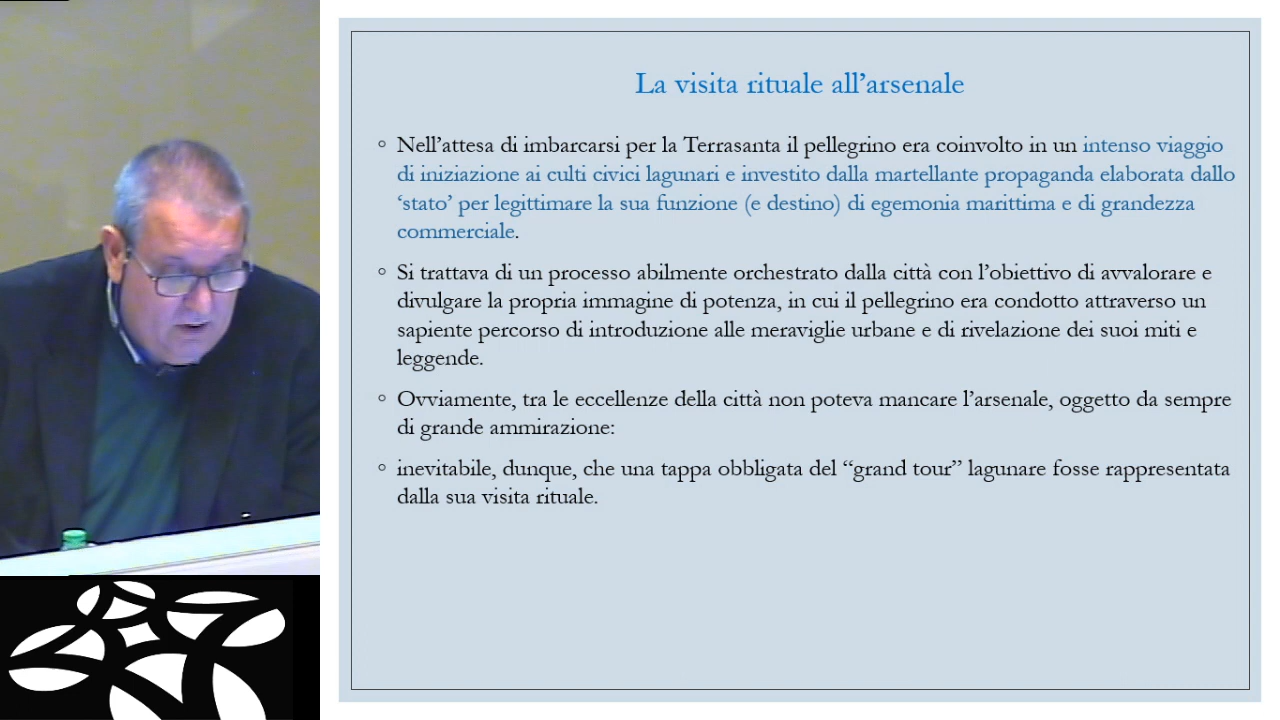 La visita rituale all’arsenale
◦ Nell’attesa di imbarcarsi per la Terrasanta il pellegrino era coinvolto in un intenso viaggio
di iniziazione ai culti civici lagunari e investito dalla martellante propaganda elaborata dallo
‘stato’ per legittimare la sua funzione (e destino) di egemonia marittima e di grandezza
commerciale.
◦ Si trattava di un processo abilmente orchestrato dalla città con l’obiettivo di avvalorare e
divulgare la propria immagine di potenza, in cui il pellegrino era condotto attraverso un
sapiente percorso di introduzione alle meraviglie urbane e di rivelazione dei suoi miti e
leggende.
◦ Ovviamente, tra le eccellenze della città non poteva mancare l’arsenale, oggetto da sempre
di grande ammirazione:
◦ inevitabile, dunque, che una tappa obbligata del “grand tour” lagunare fosse rappresentata
dalla sua visita rituale.